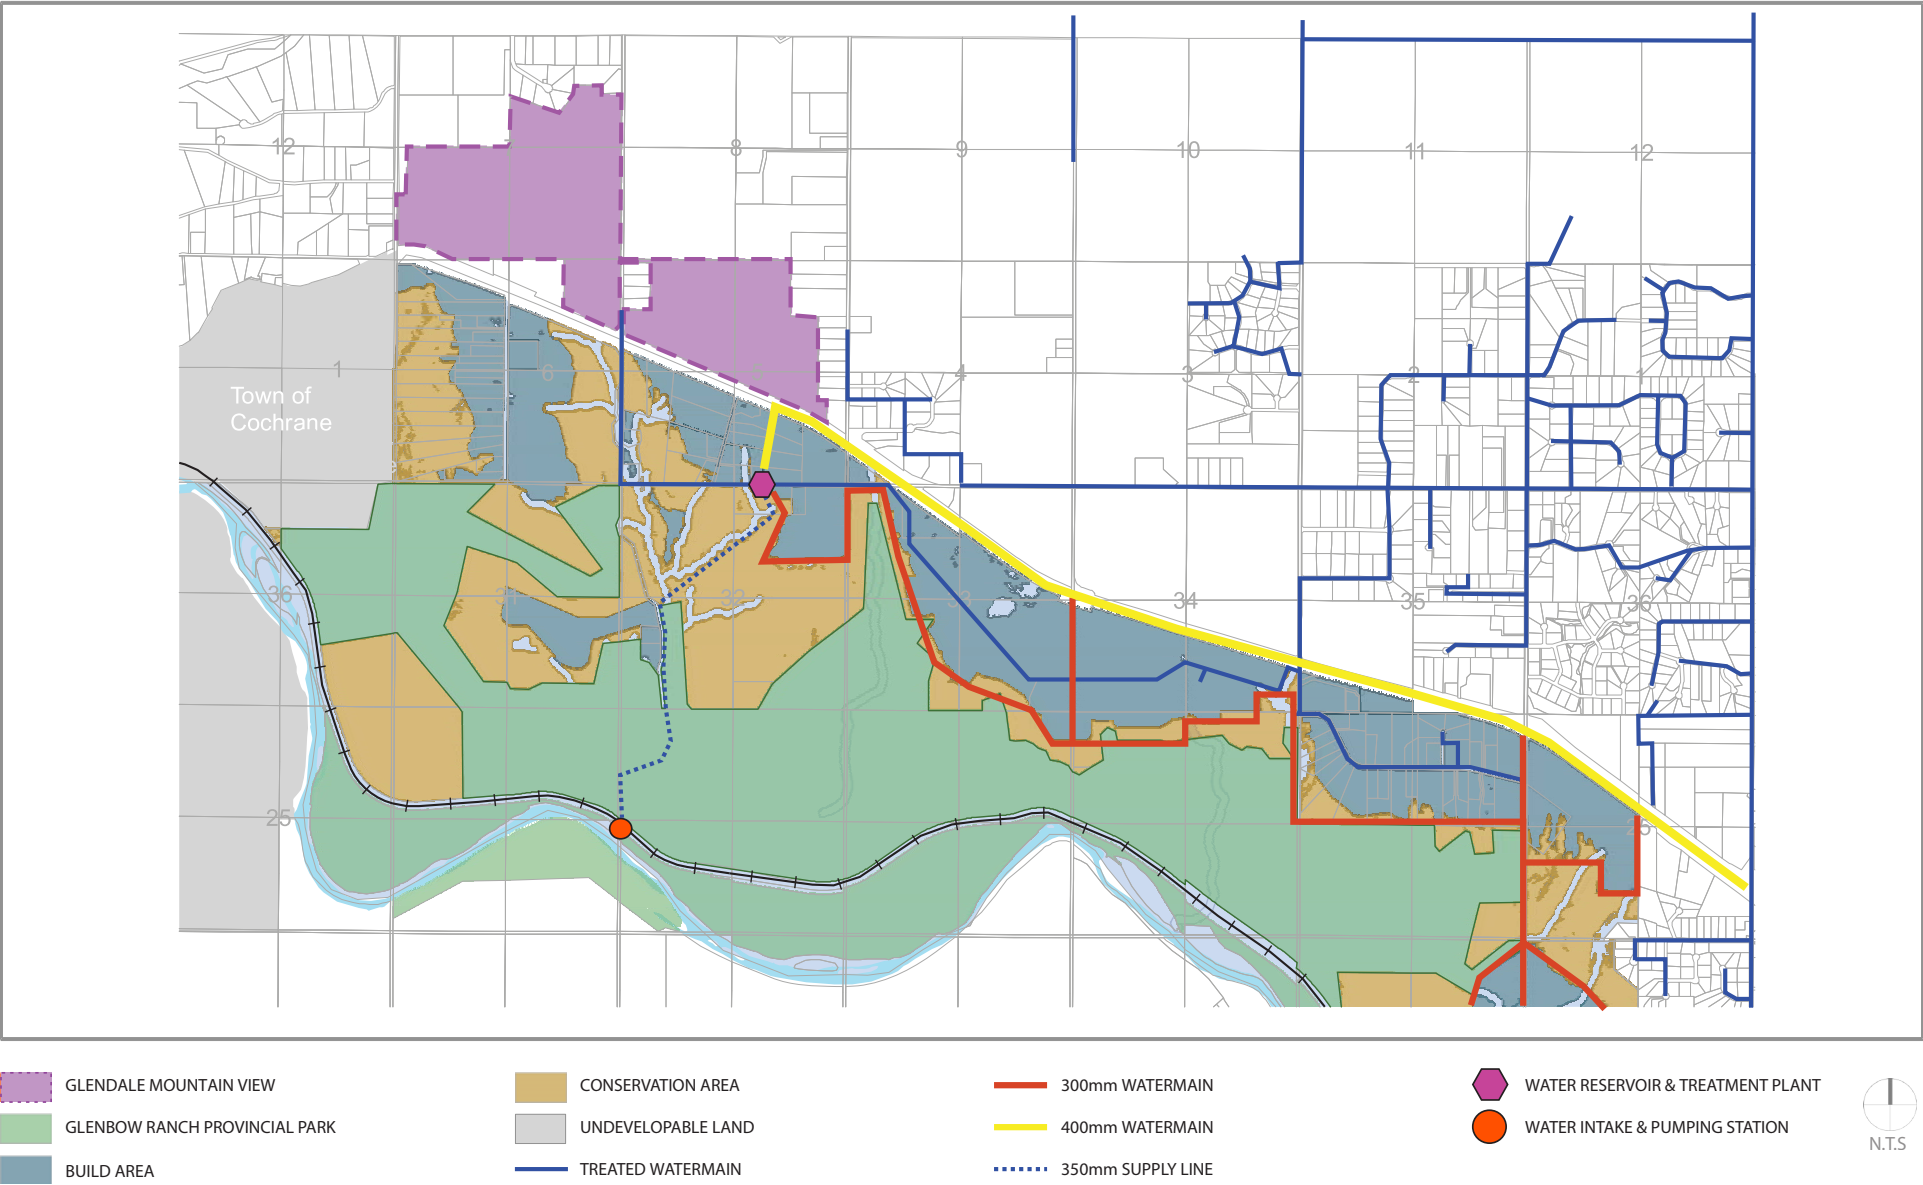 6
12
7
8
9
10
11
12
1
6
5
4
3
2
1
Town of
Cochrane
36
31
32
33
34
35
36
25
25
GLENDALE MOUNTAIN VIEW
GLENBOW RANCH PROVINCIAL PARK
BUILD AREA
CONSERVATION AREA
UNDEVELOPABLE LAND
TREATED WATERMAIN
300mm WATERMAIN
400mm WATERMAIN
350mm SUPPLY LINE
WATER RESERVOIR & TREATMENT PLANT
WATER INTAKE & PUMPING STATION
N.T.S